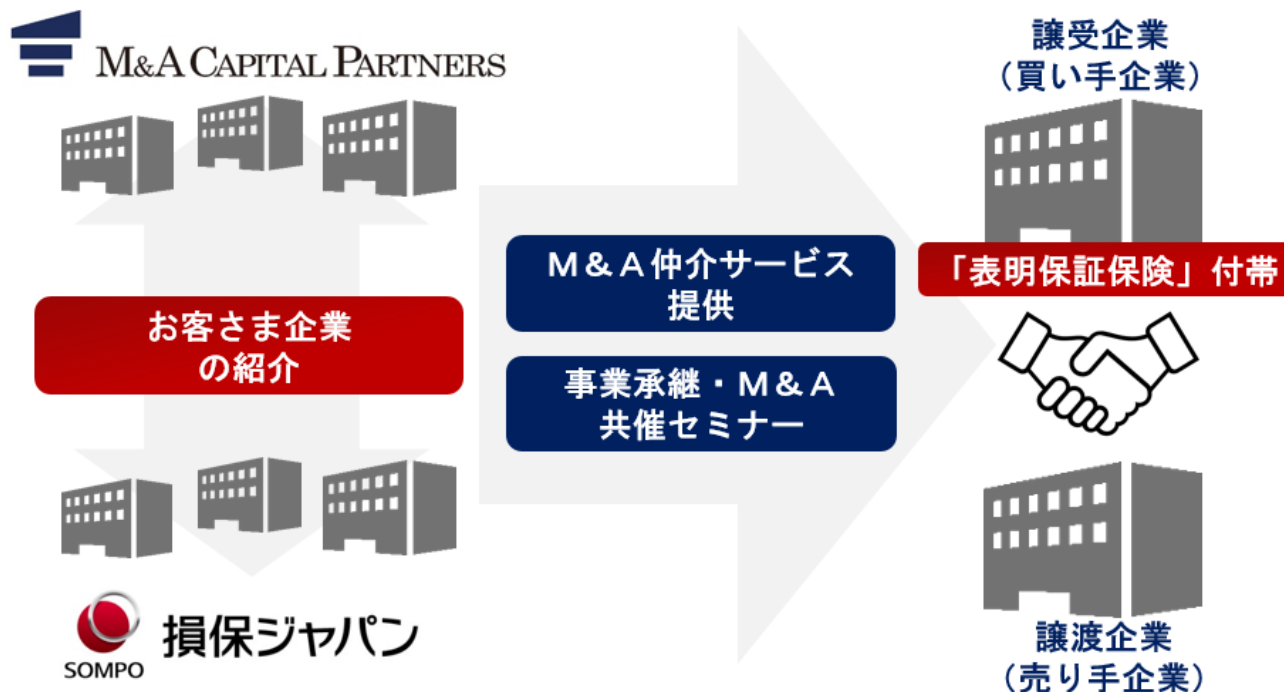 M&A CAPITAL PARTNERS
お客さま企業
の紹介
SOMPO
損保ジャパン
M&A仲介サービス
提供
事業承継・M&A
共催セミナー
譲受企業
(買い手企業)
「表明保証保険」付帯
譲渡企業
(売り手企業)